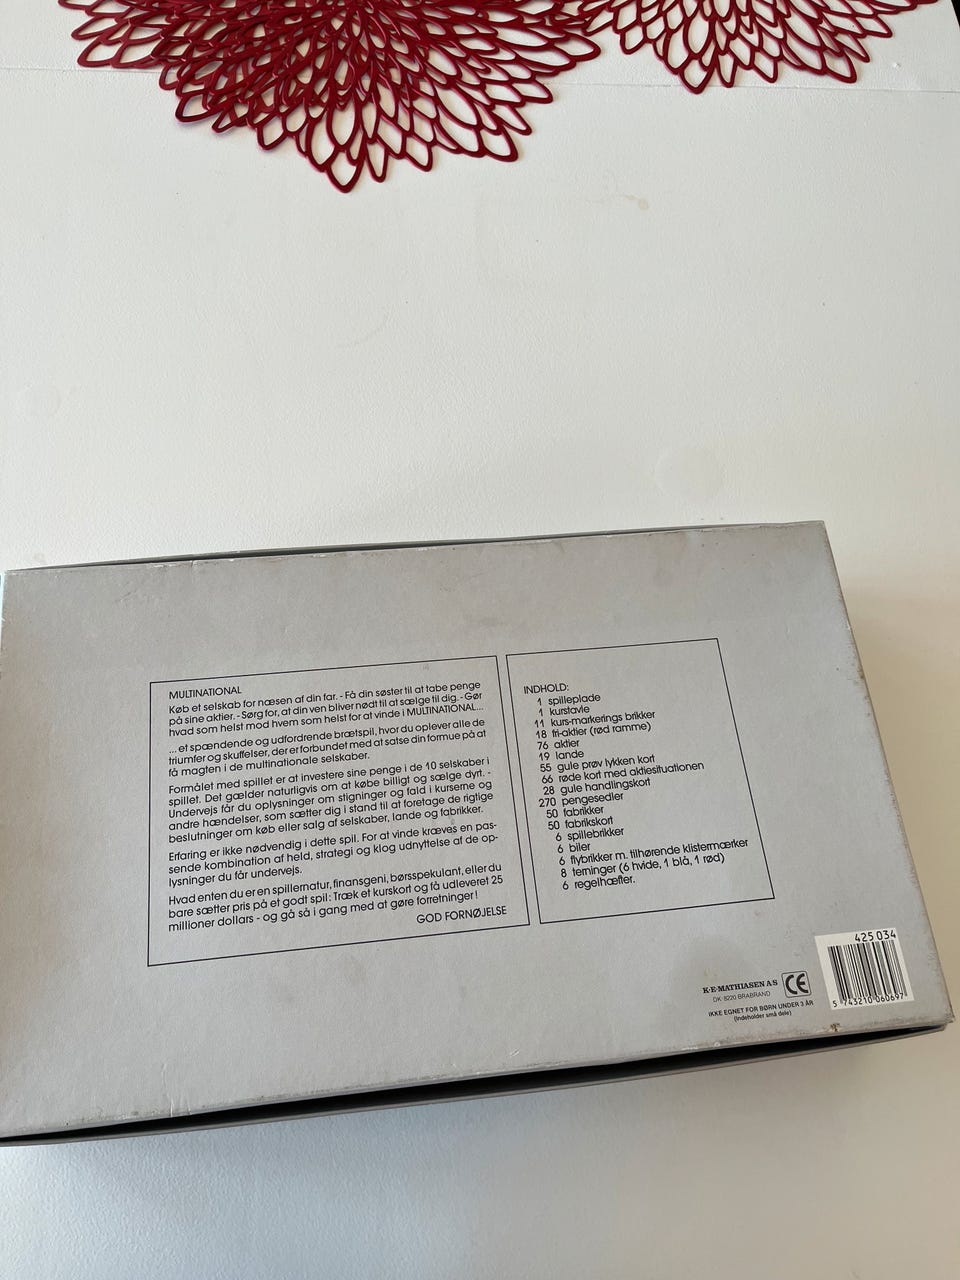 MULTINATIONAL
Køb et selskab for næsen af din far. - Få din søster til at tabe penge
på sine aktier. - Sørg for, at din ven bliver nødt til at sælge til dig. - Gør
hvad som helst mod hvem som helst for at vinde i MULTINATIONAL...
... et spændende og udfordrende brætspil, hvor du oplever alle de
triumfer og skuffelser, der er forbundet med at satse din formue på at
få magten i de multinationale selskaber.
Formålet med spillet er at investere sine penge i de 10 selskaber i
spillet. Det gælder naturligvis om at købe billigt og sælge dyrt. -
Undervejs får du oplysninger om stigninger og fald i kurserne og
andre hændelser, som sætter dig i stand til at foretage de rigtige
beslutninger om køb eller salg af selskaber, lande og fabrikker.
Erfaring er ikke nødvendig i dette spil. For at vinde kræves en pas-
sende kombination af held, strategi og klog udnyttelse af de op-
lysninger du får undervejs.
Hvad enten du er en spillernatur, finansgeni, børsspekulant, eller du
bare sætter pris på et godt spil: Træk et kurskort og få udleveret 25
millioner dollars - og gå så i gang med at gøre forretninger!
GOD FORNØJELSE
INDHOLD:
1 spilleplade
1 kurstavle
11 kurs-markerings brikker
18 fri-aktier (rød ramme)
76 aktier
19 lande
55 gule prøv lykken kort
66 røde kort med aktiesituationen
28 gule handlingskort
270 pengesedler
50 fabrikker
50 fabrikskort
6 spillebrikker
6 biler
6 flybrikker m. tilhørende klistermærker
8 terninger (6 hvide, 1 blå, 1 rød)
6 regelhæfter.
K·E·MATHIASEN A·S
DK-8220 BRABRAND
CE
IKKE EGNET FOR BØRN UNDER 3 ÅR
(Indeholder små dele)
425 034
5 743210 060697